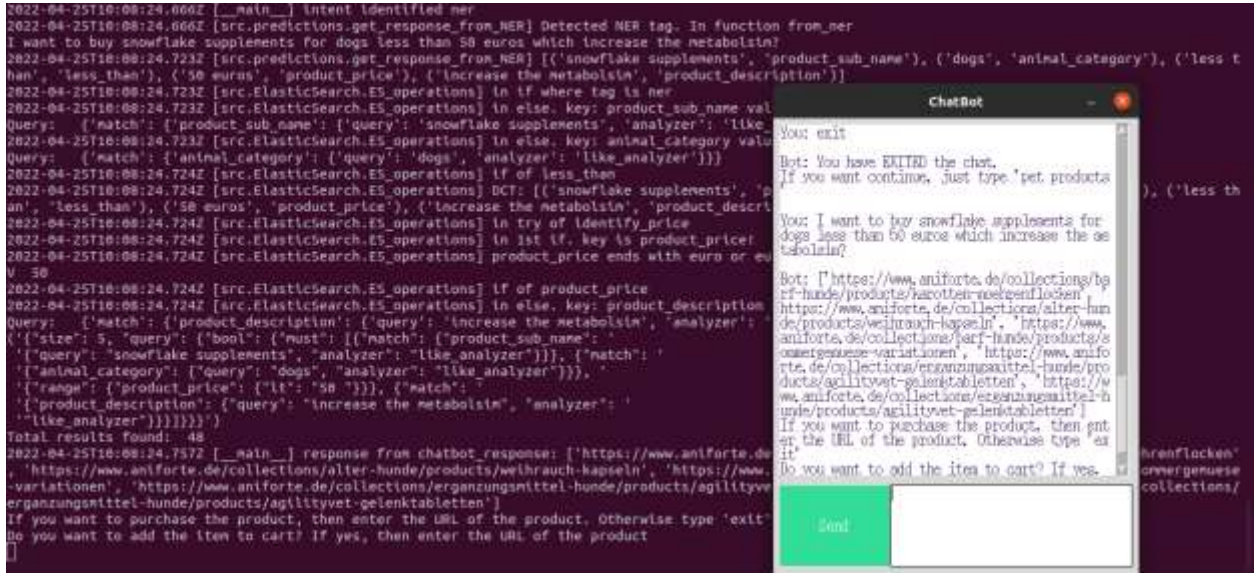 2022-04-25T10:08:24.666Z [__main__] intent identified ner
2022-04-25T10:08:24.666Z [src.predictions.get_response_from_NER] Detected NER tag. In function from_ner
I want to buy snowflake supplements for dogs less than 50 euros which increase the metabolsim?
2022-04-25T10:08:24.723Z [src.predictions.get_response_from_NER] [('snowflake supplements', 'product_sub_name'), ('dogs', 'animal_category'), ('less t
han', 'less_than'), ('50 euros', 'product_price'), ('increase the metabolsim', 'product_description')]
2022-04-25T10:08:24.723Z [src.ElasticSearch.ES_operations] in if where tag is ner
2022-04-25T10:08:24.723Z [src.ElasticSearch.ES_operations] in else. key: product_sub_name val
Query:   {'match': {'product_sub_name': {'query': 'snowflake supplements', 'analyzer': 'like_
2022-04-25T10:08:24.723Z [src.ElasticSearch.ES_operations] in else. key: animal_category valu
Query:   {'match': {'animal_category': {'query': 'dogs', 'analyzer': 'like_analyzer'}}}
2022-04-25T10:08:24.724Z [src.ElasticSearch.ES_operations] if of less_than
2022-04-25T10:08:24.724Z [src.ElasticSearch.ES_operations] DCT: [('snowflake supplements', 'p
), ('less th
an', 'less_than'), ('50 euros', 'product_price'), ('increase the metabolsim', 'product_descri
2022-04-25T10:08:24.724Z [src.ElasticSearch.ES_operations] in try of identify_price
2022-04-25T10:08:24.724Z [src.ElasticSearch.ES_operations] in 1st if. key is product_price!
2022-04-25T10:08:24.724Z [src.ElasticSearch.ES_operations] product_price ends with euro or eu
V  50
2022-04-25T10:08:24.724Z [src.ElasticSearch.ES_operations] if of product_price
2022-04-25T10:08:24.724Z [src.ElasticSearch.ES_operations] in else. key: product_description
Query:   {'match': {'product_description': {'query': 'increase the metabolsim', 'analyzer': '
('{"size": 5, "query": {"bool": {"must": [{"match": {"product_sub_name": '
'{"query": "snowflake supplements", "analyzer": "like_analyzer"}}}, {"match": '
'{"animal_category": {"query": "dogs", "analyzer": "like_analyzer"}}}, '
'{"range": {"product_price": {"lt": "50 "}}}, {"match": '
'{"product_description": {"query": "increase the metabolsim", "analyzer": '
'"like_analyzer"}}}]}}}')
Total results found:  48
2022-04-25T10:08:24.757Z [__main__] response from chatbot_response: ['https://www.aniforte.de
hrenflocken'
, 'https://www.aniforte.de/collections/alter-hunde/products/weihrauch-kapseln', 'https://www.
ommergemuese
-variationen', 'https://www.aniforte.de/collections/erganzungsmittel-hunde/products/agilityve
collections/
erganzungsmittel-hunde/products/agilityvet-gelenktabletten']
If you want to purchase the product, then enter the URL of the product. Otherwise type 'exit'
Do you want to add the item to cart? If yes, then enter the URL of the product
ChatBot
You: exit
Bot: You have EXITED the chat.
If you want continue, just type 'pet products
'
You: I want to buy snowflake supplements for
dogs less than 50 euros which increase the me
tabolsim?
Bot: ['https://www.aniforte.de/collections/ba
rf-hunde/products/karotten-moehrenflocken', '
https://www.aniforte.de/collections/alter-hun
de/products/weihrauch-kapseln', 'https://www.
aniforte.de/collections/barf-hunde/products/s
ommergemuese-variationen', 'https://www.anifo
rte.de/collections/erganzungsmittel-hunde/pro
ducts/agilityvet-gelenktabletten', 'https://w
ww.aniforte.de/collections/erganzungsmittel-h
unde/products/agilityvet-gelenktabletten']
If you want to purchase the product, then ent
er the URL of the product. Otherwise type 'ex
it'
Do you want to add the item to cart? If yes,
Send